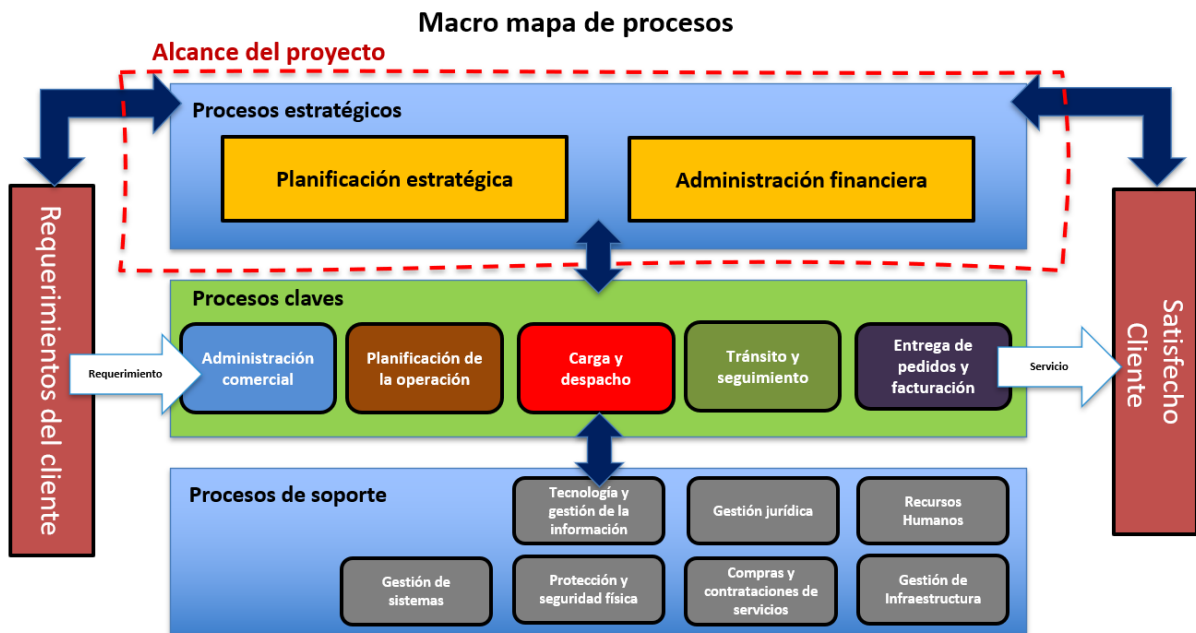 Macro mapa de procesos
Alcance del proyecto
Procesos estratégicos
Planificación estratégica
Administración financiera
Requerimientos del cliente
Procesos claves
Requerimiento
Administración
comercial
Planificación de
la operación
Carga y
despacho
Tránsito y
seguimiento
Entrega de
pedidos y
facturación
Servicio
Satisfecho
Cliente
Procesos de soporte
Tecnología y
gestión de la
información
Gestión jurídica
Recursos
Humanos
Gestión de
sistemas
Protección y
seguridad física
Compras y
contrataciones de
servicios
Gestión de
Infraestructura